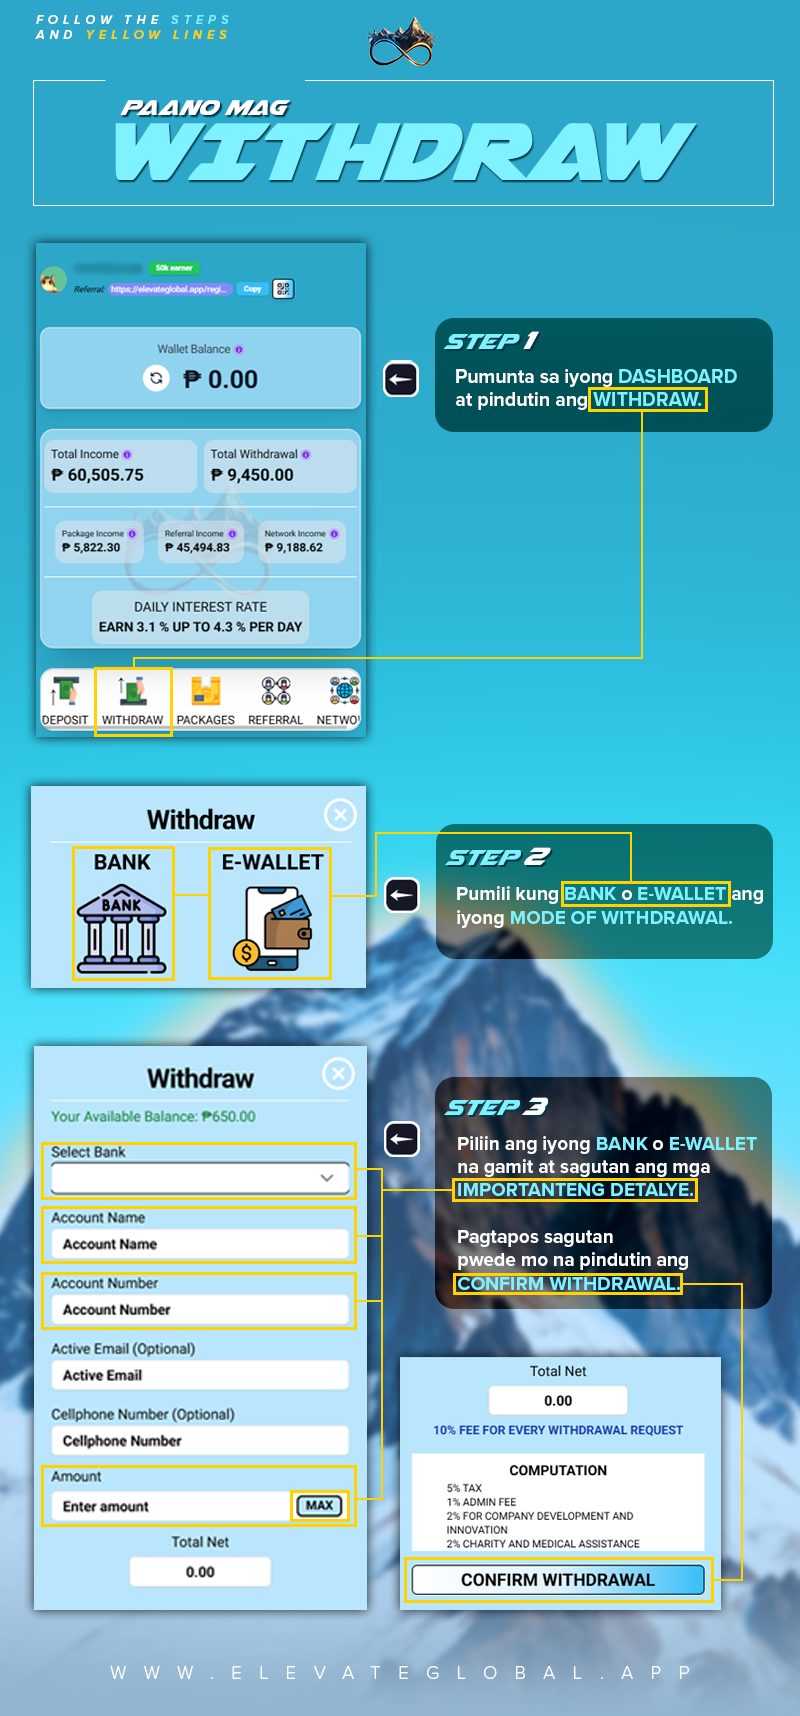 FOLLOW THE STEPS
AND YELLOW LINES
PAANO MAG
WITHDRAW
50k earner
Referral: https://elevateglobal.app/regi... Copy
Wallet Balance
₱ 0.00
Total Income
₱ 60,505.75
Total Withdrawal
₱ 9,450.00
Package Income
₱ 5,822.30
Referral Income
₱ 45,494.83
Network Income
₱ 9,188.62
DAILY INTEREST RATE
EARN 3.1 % UP TO 4.3 % PER DAY
DEPOSIT
WITHDRAW
PACKAGES
REFERRAL
NETWO
STEP 1
Pumunta sa iyong DASHBOARD
at pindutin ang WITHDRAW.
Withdraw
BANK
E-WALLET
BANK
STEP 2
Pumili kung BANK o E-WALLET ang
iyong MODE OF WITHDRAWAL.
Withdraw
Your Available Balance: ₱650.00
Select Bank
Account Name
Account Name
Account Number
Account Number
Active Email (Optional)
Active Email
Cellphone Number (Optional)
Cellphone Number
Amount
Enter amount
MAX
Total Net
0.00
STEP 3
Piliin ang iyong BANK o E-WALLET
na gamit at sagutan ang mga
IMPORTANTENG DETALYE.
Pagtapos sagutan
pwede mo na pindutin ang
CONFIRM WITHDRAWAL.
Total Net
0.00
10% FEE FOR EVERY WITHDRAWAL REQUEST
COMPUTATION
5% TAX
1% ADMIN FEE
2% FOR COMPANY DEVELOPMENT AND
INNOVATION
2% CHARITY AND MEDICAL ASSISTANCE
CONFIRM WITHDRAWAL
WWW.ELEVATEGLOBAL.APP